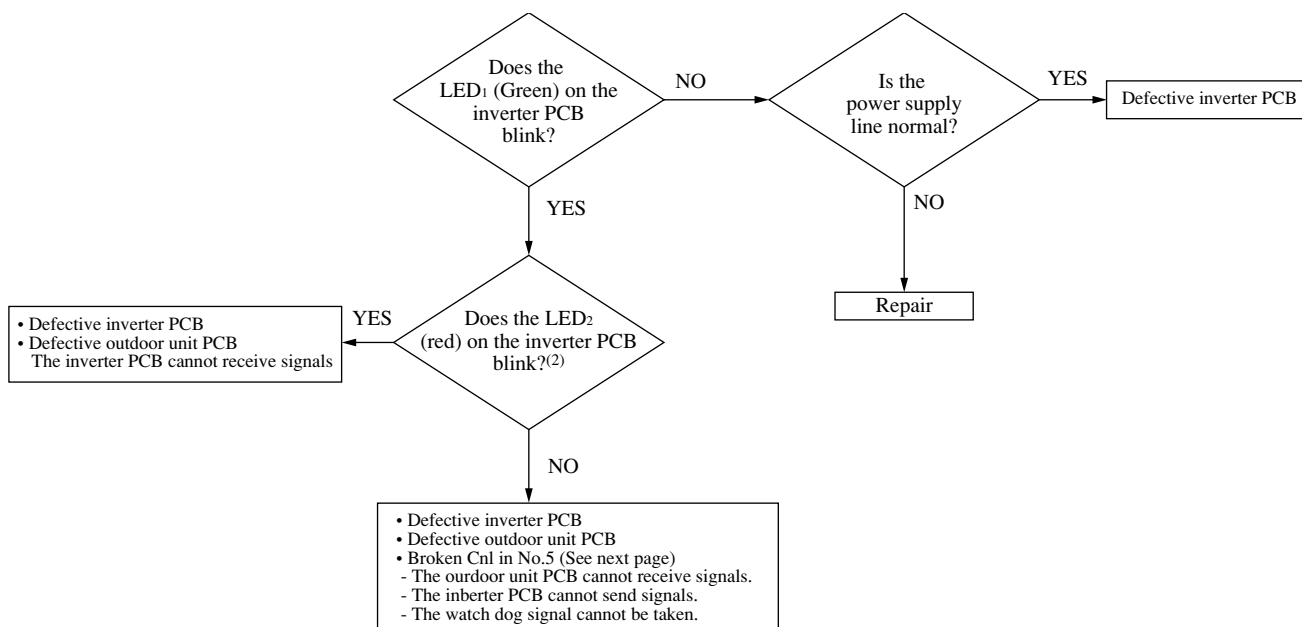 Does the
LED1 (Green) on the
inverter PCB
blink?
NO
Is the
power supply
line normal?
YES
Defective inverter PCB
YES
NO
Repair
Does the LED2
(red) on the inverter PCB
blink?(2)
YES
• Defective inverter PCB
• Defective outdoor unit PCB
The inverter PCB cannot receive signals
NO
• Defective inverter PCB
• Defective outdoor unit PCB
• Broken Cnl in No.5 (See next page)
- The ourdoor unit PCB cannot receive signals.
- The inberter PCB cannot send signals.
- The watch dog signal cannot be taken.